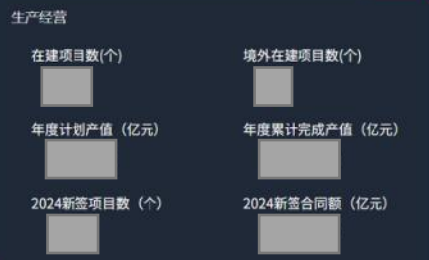 生产经营
在建项目数(个)
境外在建项目数(个)
年度计划产值（亿元）
年度累计完成产值（亿元）
2024新签项目数（个）
2024新签合同额（亿元）